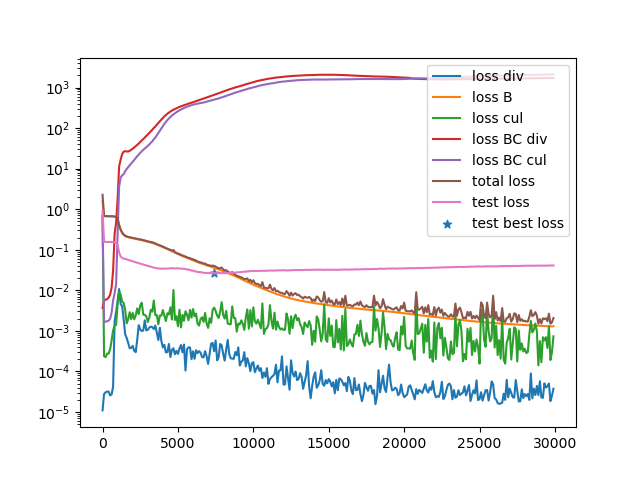 10³
10²
10¹
10⁰
10⁻¹
10⁻²
10⁻³
10⁻⁴
10⁻⁵
0 5000 10000 15000 20000 25000 30000
loss div
loss B
loss cul
loss BC div
loss BC cul
total loss
test loss
test best loss